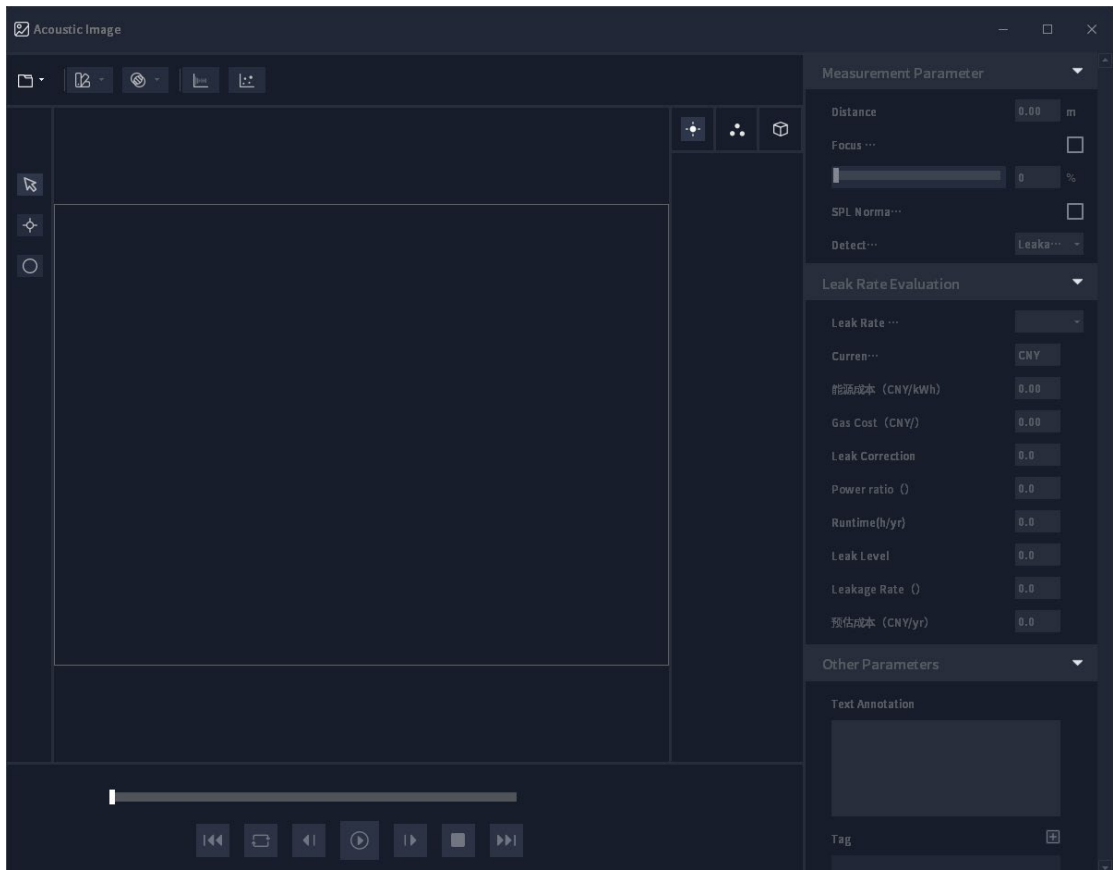 Acoustic Image
Measurement Parameter
Distance 0.00 m
Focus ···
0 %
SPL Norma···
Detect··· Leaka···
Leak Rate Evaluation
Leak Rate ···
Curren··· CNY
能源成本（CNY/kWh） 0.00
Gas Cost（CNY/） 0.00
Leak Correction 0.0
Power ratio（） 0.0
Runtime(h/yr) 0.0
Leak Level 0.0
Leakage Rate（） 0.0
预估成本（CNY/yr） 0.0
Other Parameters
Text Annotation
Tag